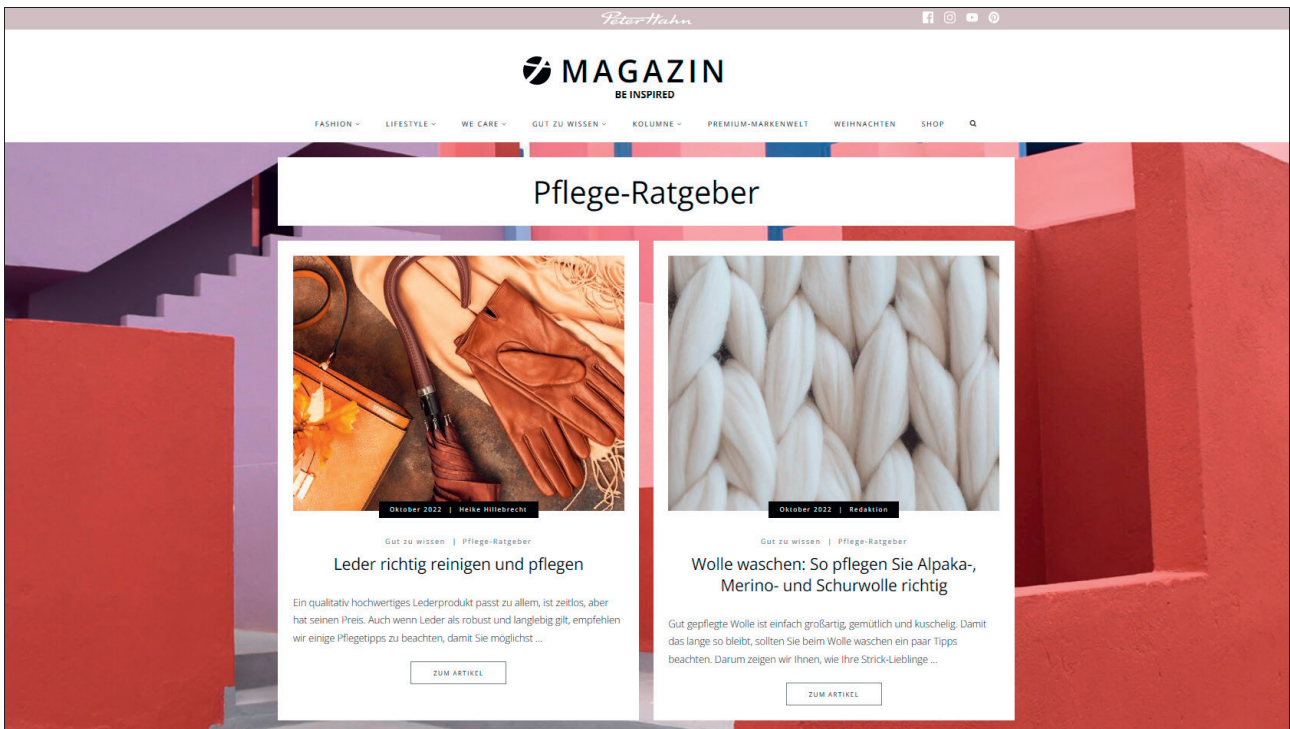 Peter Hahn
MAGAZIN
BE INSPIRED
FASHION
LIFESTYLE
WE CARE
GUT ZU WISSEN
KOLUMNE
PREMIUM-MARKENWELT
WEIHNACHTEN
SHOP
Pflege-Ratgeber
Oktober 2022 | Heike Hillebrecht
Gut zu wissen | Pflege-Ratgeber
Leder richtig reinigen und pflegen
Ein qualitativ hochwertiges Lederprodukt passt zu allem, ist zeitlos, aber
hat seinen Preis. Auch wenn Leder als robust und langlebig gilt, empfehlen
wir einige Pflegetipps zu beachten, damit Sie möglichst ...
ZUM ARTIKEL
Oktober 2022 | Redaktion
Gut zu wissen | Pflege-Ratgeber
Wolle waschen: So pflegen Sie Alpaka-,
Merino- und Schurwolle richtig
Gut gepflegte Wolle ist einfach großartig, gemütlich und kuschelig. Damit
das lange so bleibt, sollten Sie beim Wolle waschen ein paar Tipps
beachten. Darum zeigen wir Ihnen, wie Ihre Strick-Lieblinge ...
ZUM ARTIKEL